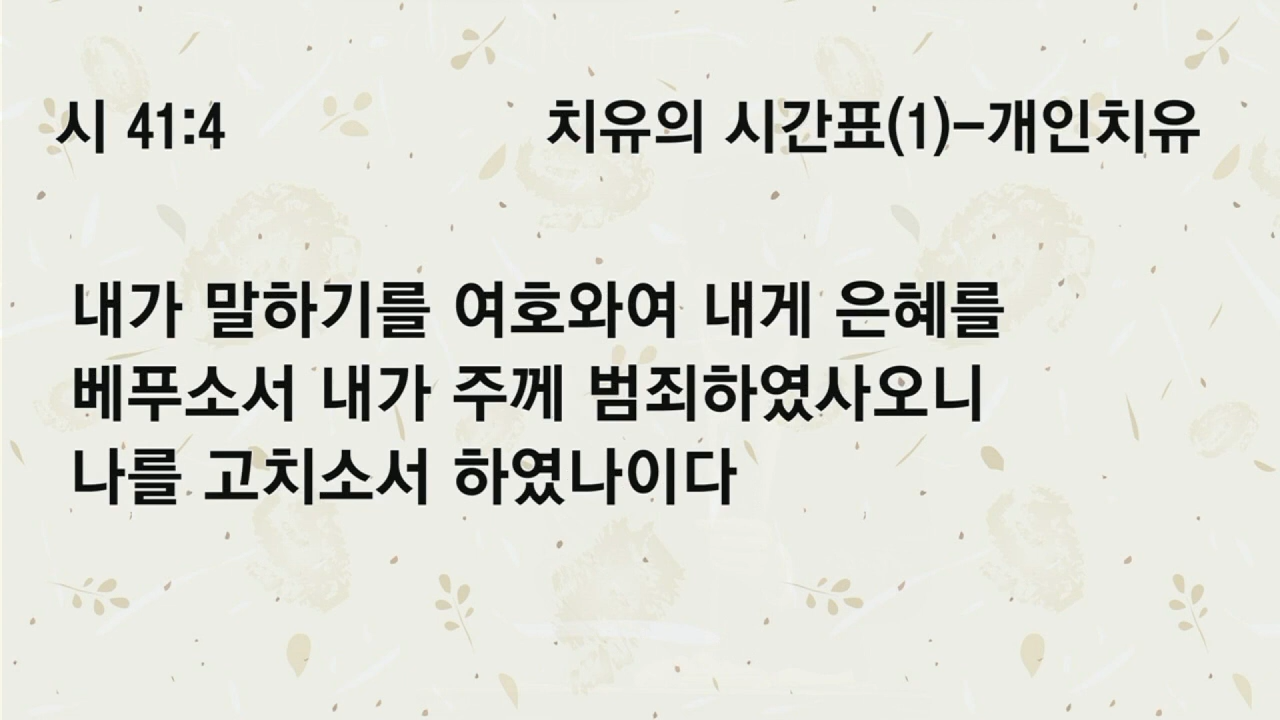 시 41:4 치유의 시간표(1)-개인치유
내가 말하기를 여호와여 내게 은혜를
베푸소서 내가 주께 범죄하였사오니
나를 고치소서 하였나이다